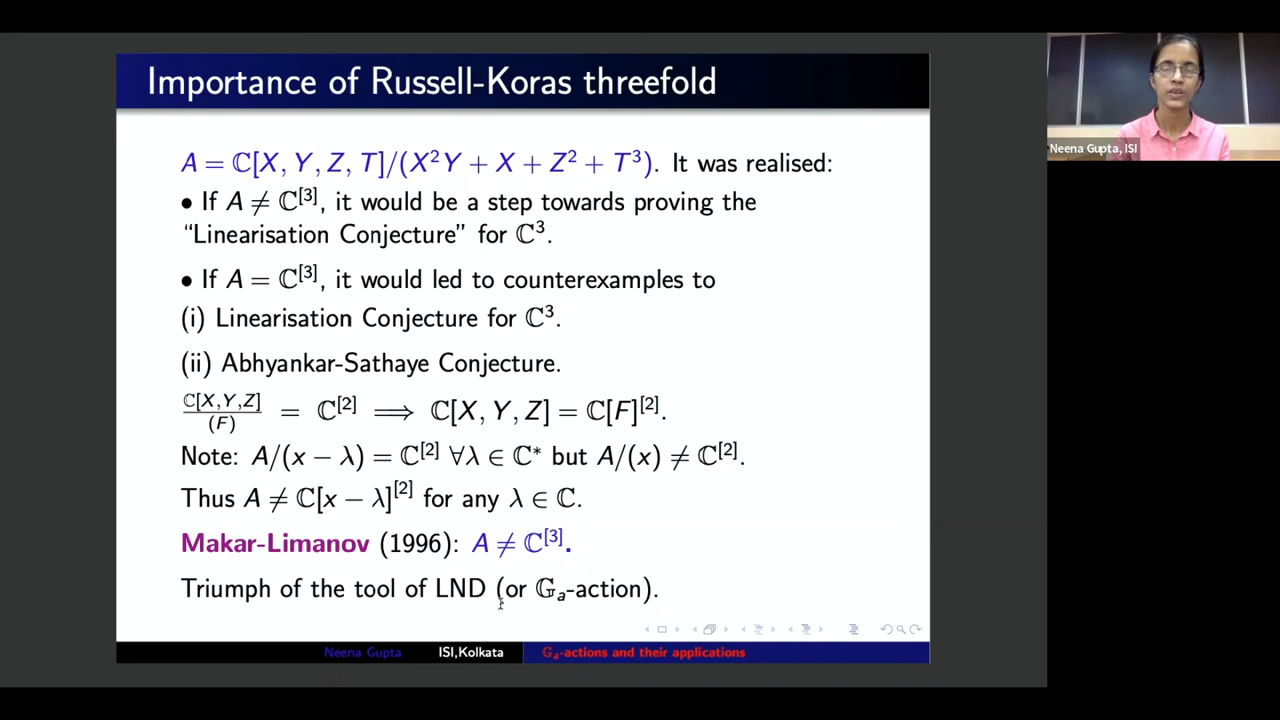 Importance of Russell-Koras threefold
A = ℂ[X, Y, Z, T]/(X²Y + X + Z² + T³). It was realised:
• If A ≠ ℂ^[3], it would be a step towards proving the
“Linearisation Conjecture” for ℂ³.
• If A = ℂ^[3], it would led to counterexamples to
(i) Linearisation Conjecture for ℂ³.
(ii) Abhyankar-Sathaye Conjecture.
ℂ[X,Y,Z]/(F) = ℂ^[2] ⟹ ℂ[X, Y, Z] = ℂ[F]^[2].
Note: A/(x − λ) = ℂ^[2] ∀λ ∈ ℂ* but A/(x) ≠ ℂ^[2].
Thus A ≠ ℂ[x − λ]^[2] for any λ ∈ ℂ.
Makar-Limanov (1996): A ≠ ℂ^[3].
Triumph of the tool of LND (or 𝔾ₐ-action).
Neena Gupta ISI,Kolkata 𝔾ₐ-actions and their applications
Neena Gupta, ISI